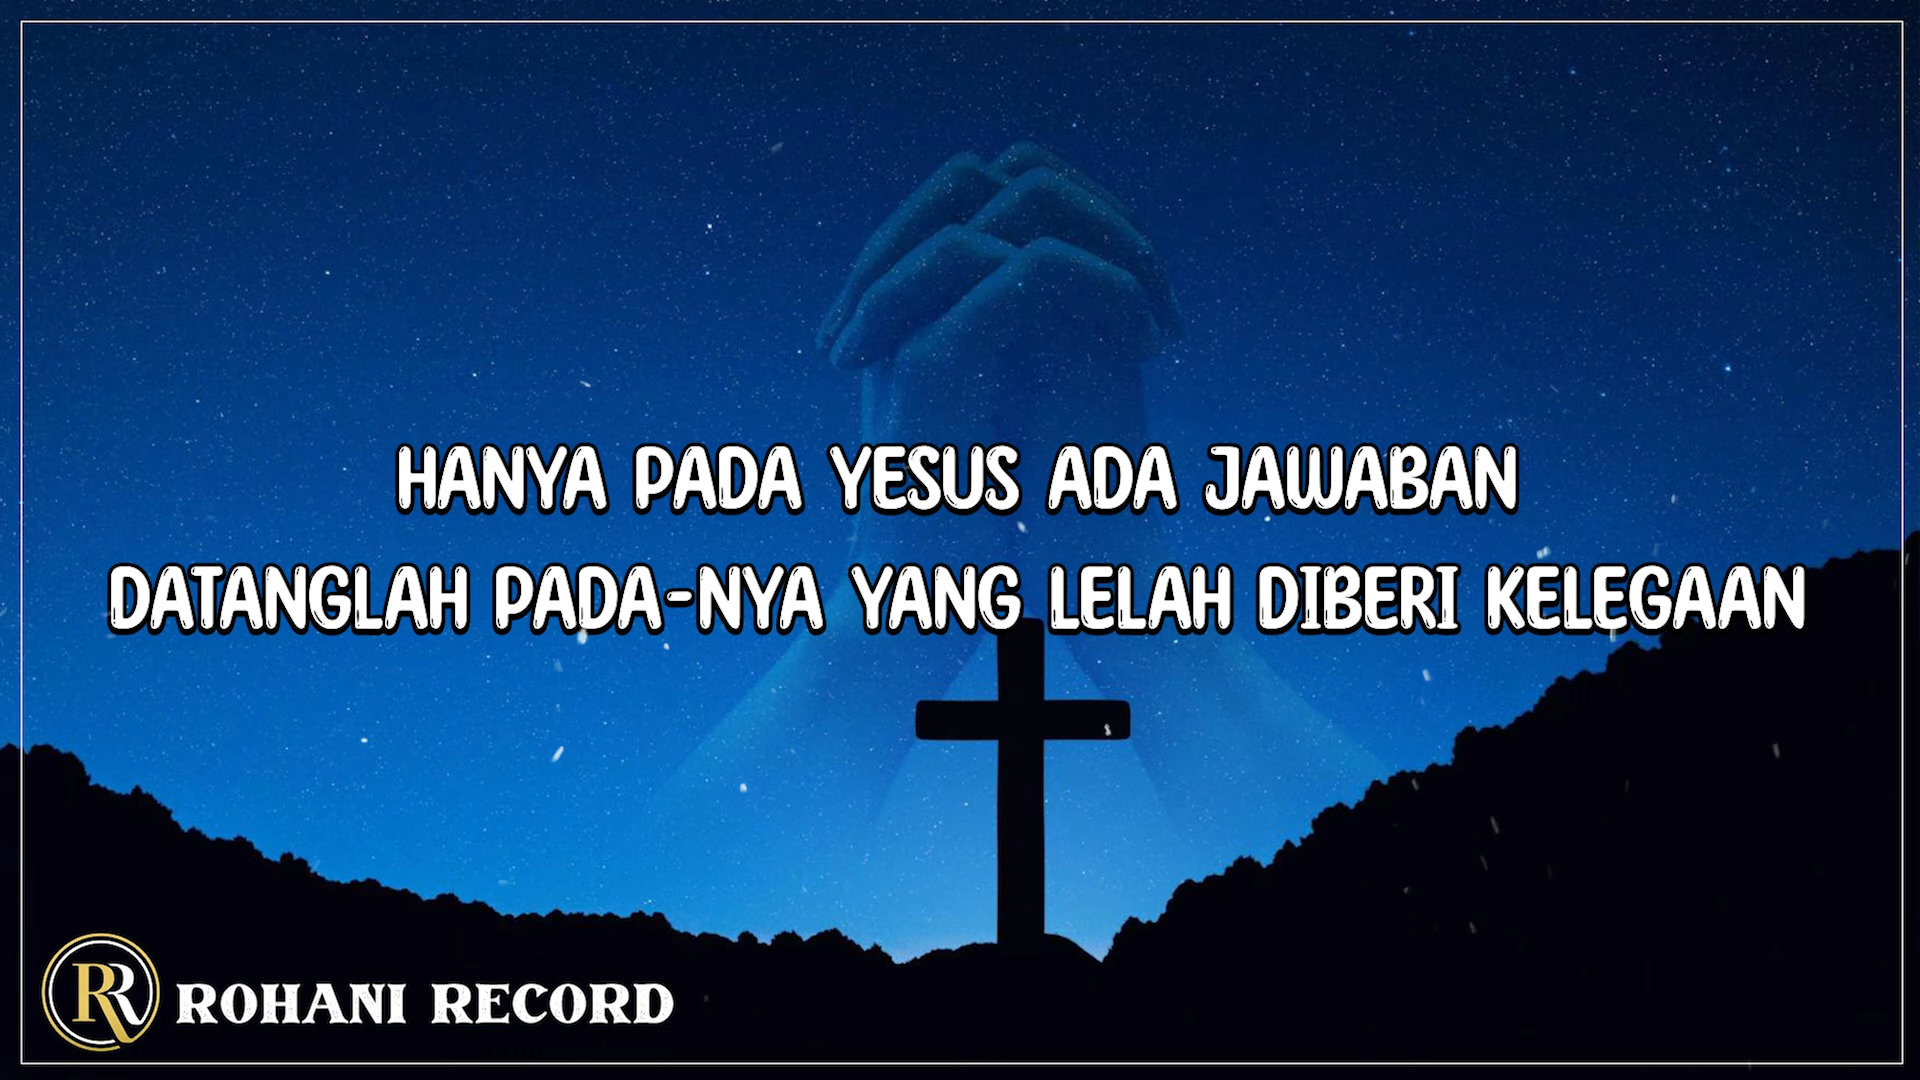 HANYA PADA YESUS ADA JAWABAN
DATANGLAH PADA-NYA YANG LELAH DIBERI KELEGAAN
RR ROHANI RECORD